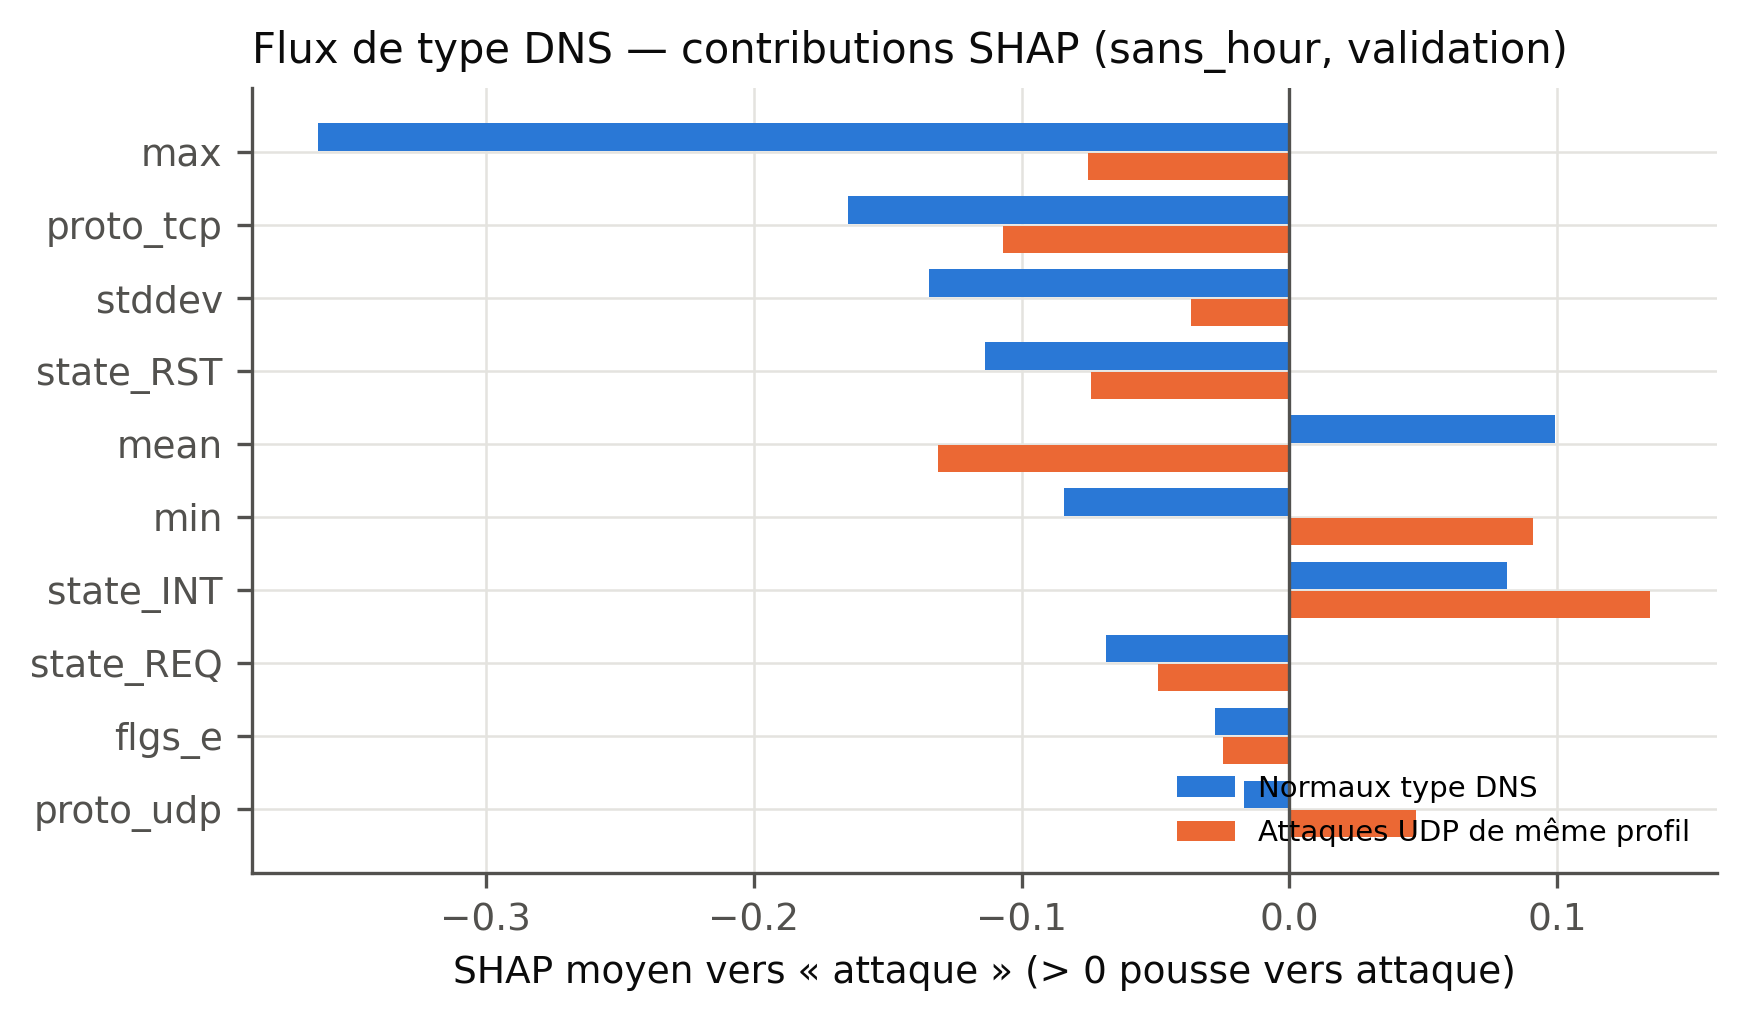 Flux de type DNS — contributions SHAP (sans_hour, validation)
max
proto_tcp
stddev
state_RST
mean
min
state_INT
state_REQ
flgs_e
proto_udp
Normaux type DNS
Attaques UDP de même profil
−0.3 −0.2 −0.1 0.0 0.1
SHAP moyen vers « attaque » (> 0 pousse vers attaque)